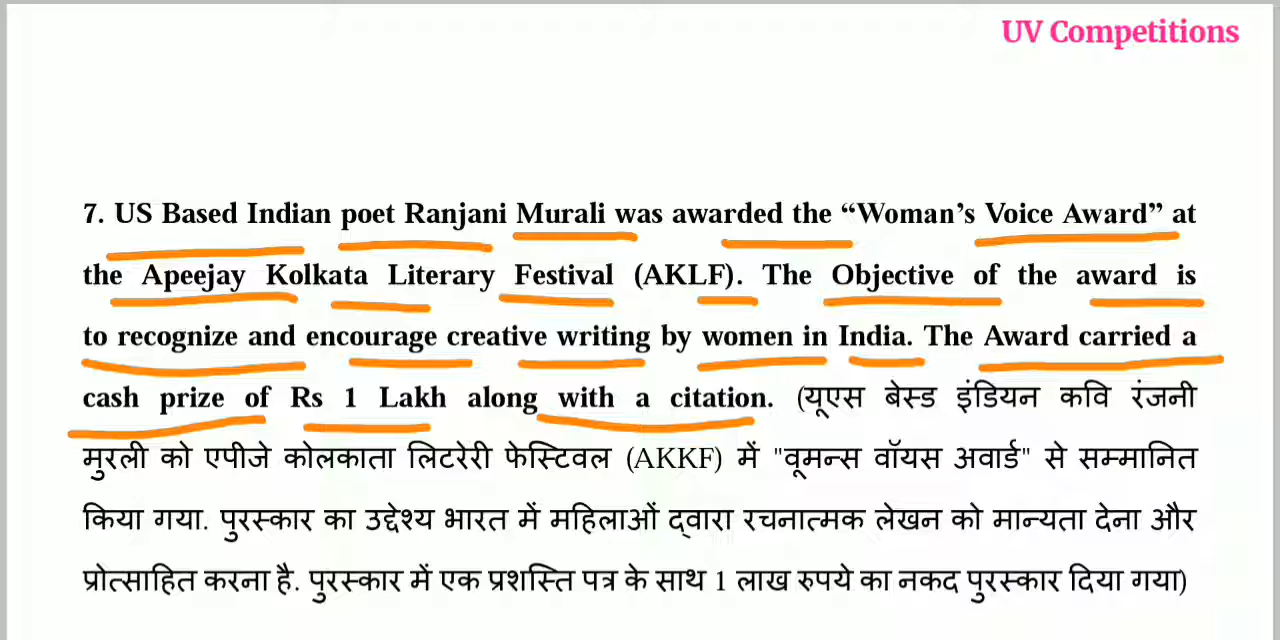 UV Competitions
7. US Based Indian poet Ranjani Murali was awarded the “Woman’s Voice Award” at
the Apeejay Kolkata Literary Festival (AKLF). The Objective of the award is
to recognize and encourage creative writing by women in India. The Award carried a
cash prize of Rs 1 Lakh along with a citation. (यूएस बेस्ड इंडियन कवि रंजनी
मुरली को एपीजे कोलकाता लिटरेरी फेस्टिवल (AKKF) में "वूमन्स वॉयस अवार्ड" से सम्मानित
किया गया. पुरस्कार का उद्देश्य भारत में महिलाओं द्वारा रचनात्मक लेखन को मान्यता देना और
प्रोत्साहित करना है. पुरस्कार में एक प्रशस्ति पत्र के साथ 1 लाख रुपये का नकद पुरस्कार दिया गया)